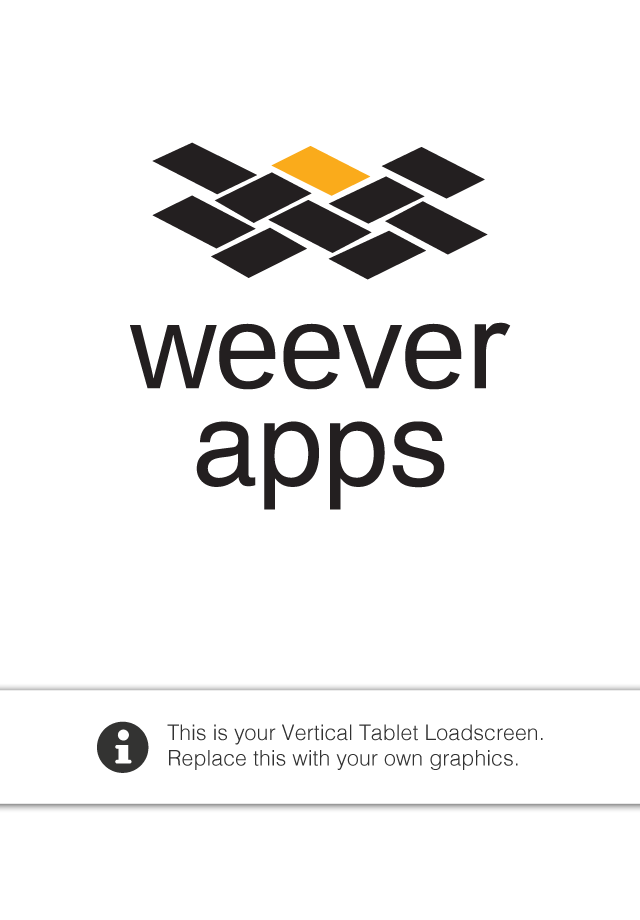 weever
apps
This is your Vertical Tablet Loadscreen.
Replace this with your own graphics.